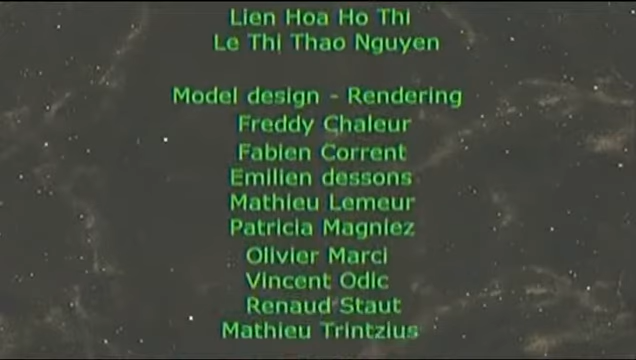 Lien Hoa Ho Thi
Le Thi Thao Nguyen
Model design - Rendering
Freddy Chaleur
Fabien Corrent
Emilien dessons
Mathieu Lemeur
Patricia Magniez
Olivier Marci
Vincent Odic
Renaud Staut
Mathieu Trintzius